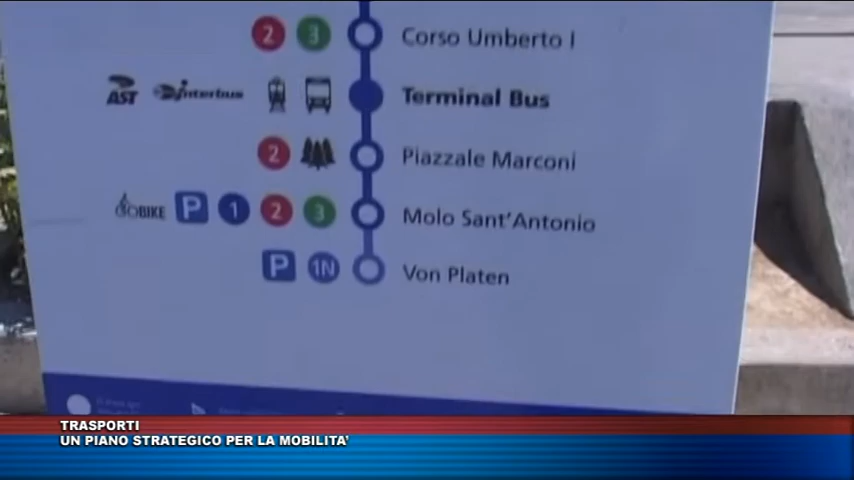 2 3 Corso Umberto I
AST interbus Terminal Bus
2 Piazzale Marconi
GOBIKE P 1 2 3 Molo Sant'Antonio
P 1N Von Platen
TRASPORTI
UN PIANO STRATEGICO PER LA MOBILITA'